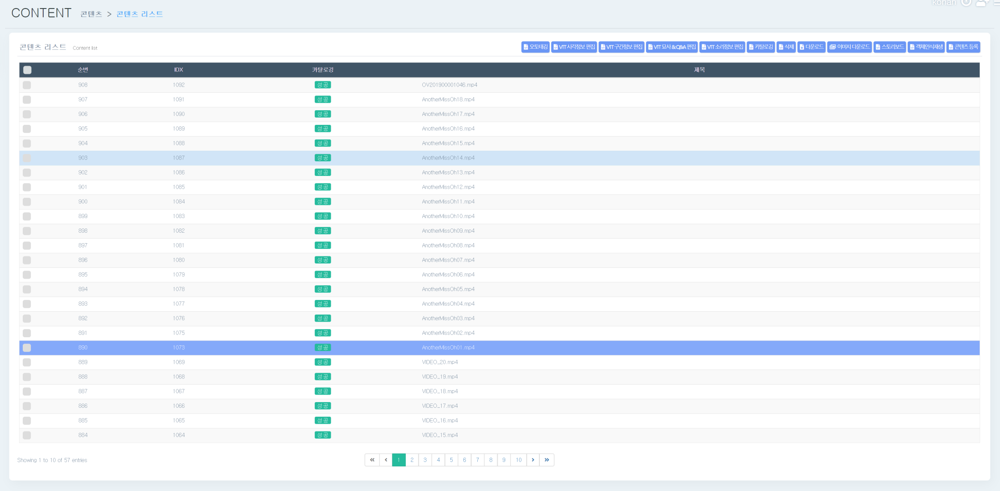 konan
CONTENT 콘텐츠 > 콘텐츠 리스트
콘텐츠 리스트 Content list 오토태깅 VTT 시각정보 편집 VTT 구간정보 편집 VTT 묘사 & Q&A 편집 VTT 소리정보 편집 카탈로깅 삭제 다운로드 이미지 다운로드 스토리보드 객체인식재생 콘텐츠 등록
순번 IDX 카탈로깅 제목
908 1092 성공 OV201900001046.mp4
907 1091 성공 AnotherMissOh18.mp4
906 1090 성공 AnotherMissOh17.mp4
905 1089 성공 AnotherMissOh16.mp4
904 1088 성공 AnotherMissOh15.mp4
903 1087 성공 AnotherMissOh14.mp4
902 1086 성공 AnotherMissOh13.mp4
901 1085 성공 AnotherMissOh12.mp4
900 1084 성공 AnotherMissOh11.mp4
899 1083 성공 AnotherMissOh10.mp4
898 1082 성공 AnotherMissOh09.mp4
897 1081 성공 AnotherMissOh08.mp4
896 1080 성공 AnotherMissOh07.mp4
895 1079 성공 AnotherMissOh06.mp4
894 1078 성공 AnotherMissOh05.mp4
893 1077 성공 AnotherMissOh04.mp4
892 1076 성공 AnotherMissOh03.mp4
891 1075 성공 AnotherMissOh02.mp4
890 1073 성공 AnotherMissOh01.mp4
889 1069 성공 VIDEO_20.mp4
888 1068 성공 VIDEO_19.mp4
887 1067 성공 VIDEO_18.mp4
886 1066 성공 VIDEO_17.mp4
885 1065 성공 VIDEO_16.mp4
884 1064 성공 VIDEO_15.mp4
Showing 1 to 10 of 57 entries « ‹ 1 2 3 4 5 6 7 8 9 10 › »